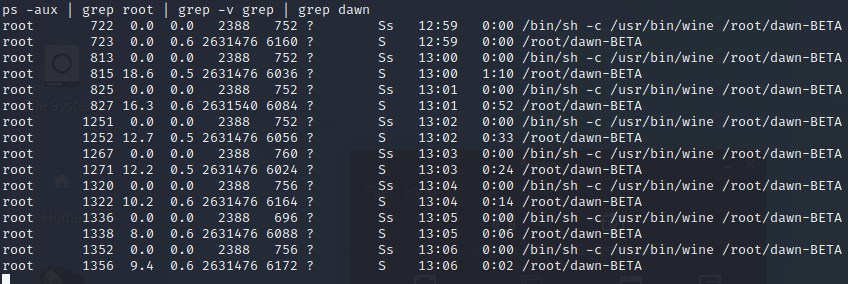 ps -aux | grep root | grep -v grep | grep dawn
root 722 0.0 0.0 2388 752 ? Ss 12:59 0:00 /bin/sh -c /usr/bin/wine /root/dawn-BETA
root 723 0.0 0.6 2631476 6160 ? S 12:59 0:00 /root/dawn-BETA
root 813 0.0 0.0 2388 752 ? Ss 13:00 0:00 /bin/sh -c /usr/bin/wine /root/dawn-BETA
root 815 18.6 0.5 2631476 6036 ? S 13:00 1:10 /root/dawn-BETA
root 825 0.0 0.0 2388 752 ? Ss 13:01 0:00 /bin/sh -c /usr/bin/wine /root/dawn-BETA
root 827 16.3 0.6 2631540 6084 ? S 13:01 0:52 /root/dawn-BETA
root 1251 0.0 0.0 2388 752 ? Ss 13:02 0:00 /bin/sh -c /usr/bin/wine /root/dawn-BETA
root 1252 12.7 0.5 2631476 6056 ? S 13:02 0:33 /root/dawn-BETA
root 1267 0.0 0.0 2388 760 ? Ss 13:03 0:00 /bin/sh -c /usr/bin/wine /root/dawn-BETA
root 1271 12.2 0.5 2631476 6024 ? S 13:03 0:24 /root/dawn-BETA
root 1320 0.0 0.0 2388 756 ? Ss 13:04 0:00 /bin/sh -c /usr/bin/wine /root/dawn-BETA
root 1322 10.2 0.6 2631476 6164 ? S 13:04 0:14 /root/dawn-BETA
root 1336 0.0 0.0 2388 696 ? Ss 13:05 0:00 /bin/sh -c /usr/bin/wine /root/dawn-BETA
root 1338 8.0 0.6 2631476 6088 ? S 13:05 0:06 /root/dawn-BETA
root 1352 0.0 0.0 2388 756 ? Ss 13:06 0:00 /bin/sh -c /usr/bin/wine /root/dawn-BETA
root 1356 9.4 0.6 2631476 6172 ? S 13:06 0:02 /root/dawn-BETA